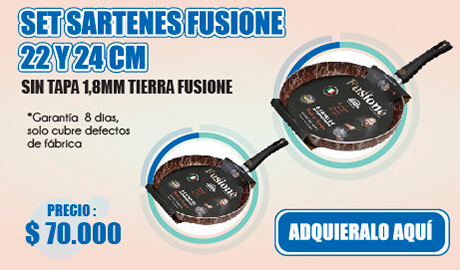 SET SARTENES FUSIONE
22 Y 24 CM
SIN TAPA 1,8MM TIERRA FUSIONE
*Garantía 8 dias,
solo cubre defectos
de fábrica
Fusione
Fusione
PRECIO :
$ 70.000
ADQUIERALO AQUÍ